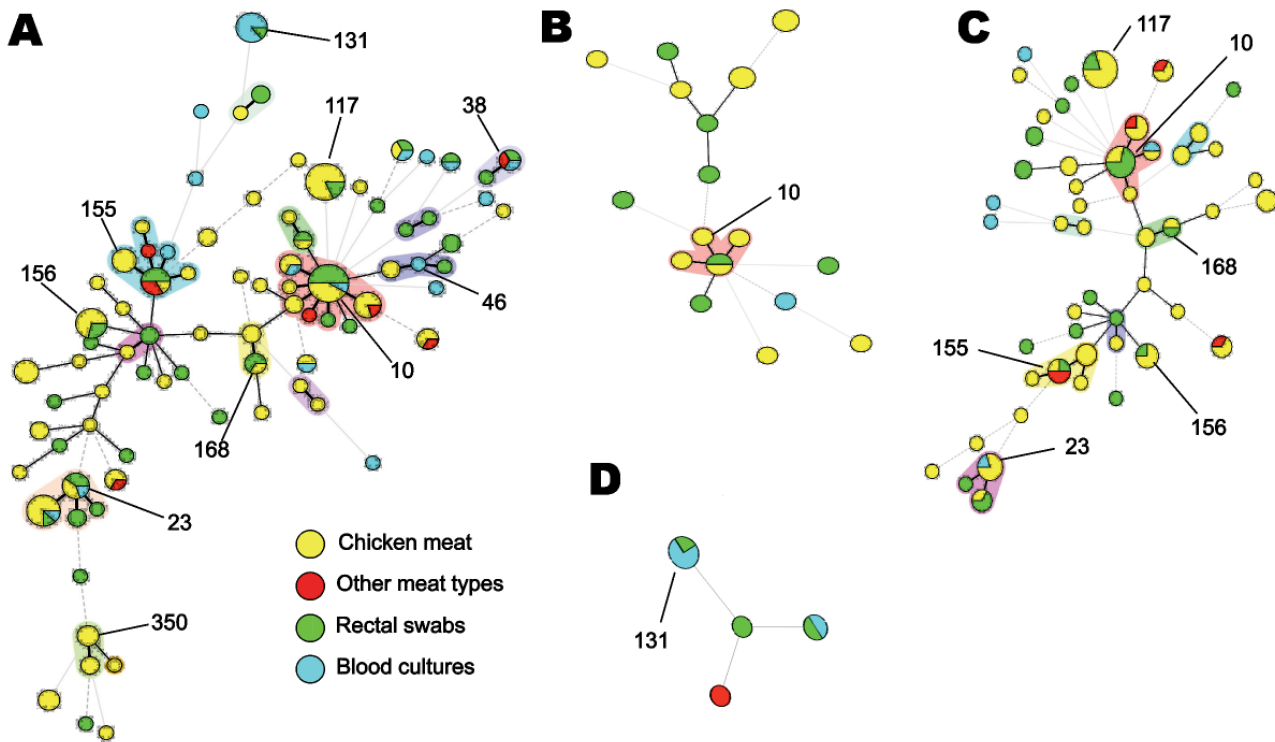 A
131
117
38
155
156
46
10
168
23
350
Chicken meat
Other meat types
Rectal swabs
Blood cultures
B
10
C
117
10
168
155
156
23
D
131